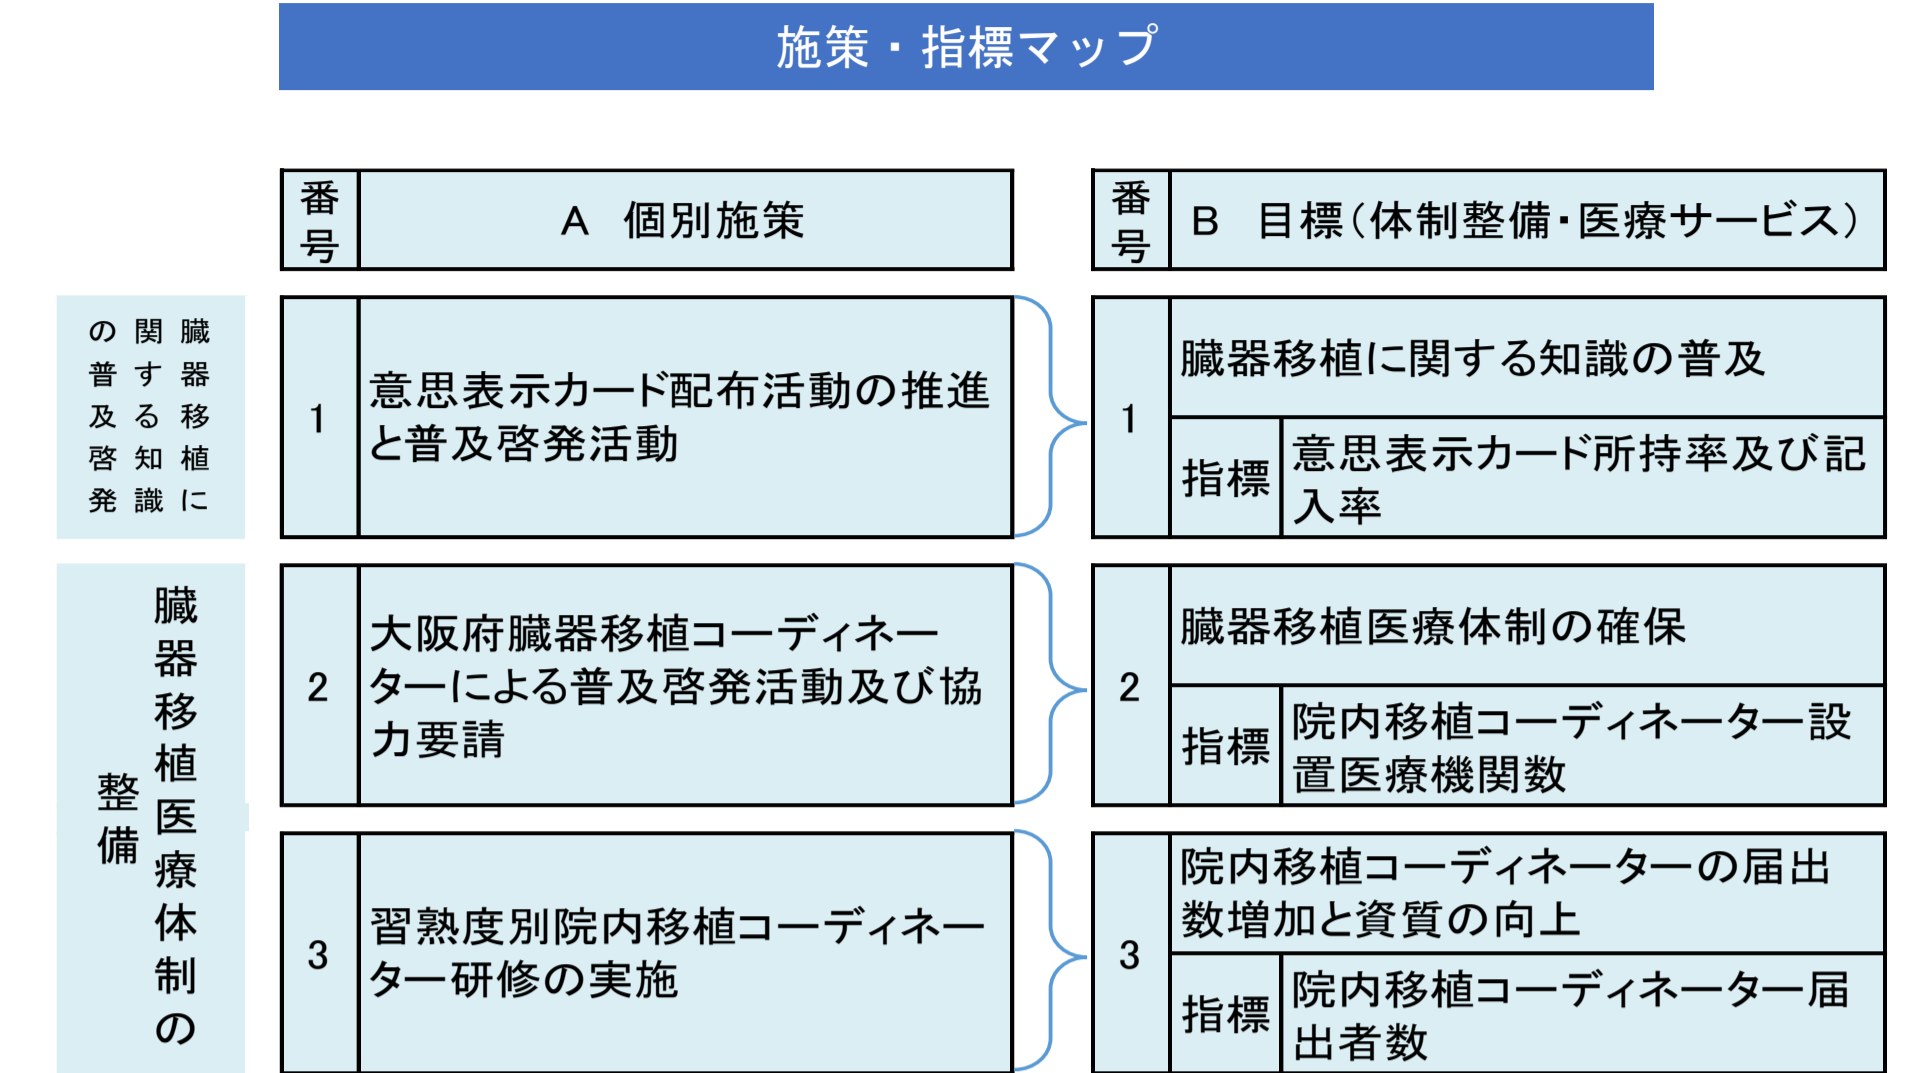 施策・指標マップ
番号
A　個別施策
番号
B　目標（体制整備・医療サービス）
臓器移植に
関する知識
の普及啓発
1
意思表示カード配布活動の推進
と普及啓発活動
1
臓器移植に関する知識の普及
指標
意思表示カード所持率及び記
入率
臓器移植医療体制の
整備
2
大阪府臓器移植コーディネー
ターによる普及啓発活動及び協
力要請
2
臓器移植医療体制の確保
指標
院内移植コーディネーター設
置医療機関数
3
習熟度別院内移植コーディネー
ター研修の実施
3
院内移植コーディネーターの届出
数増加と資質の向上
指標
院内移植コーディネーター届
出者数